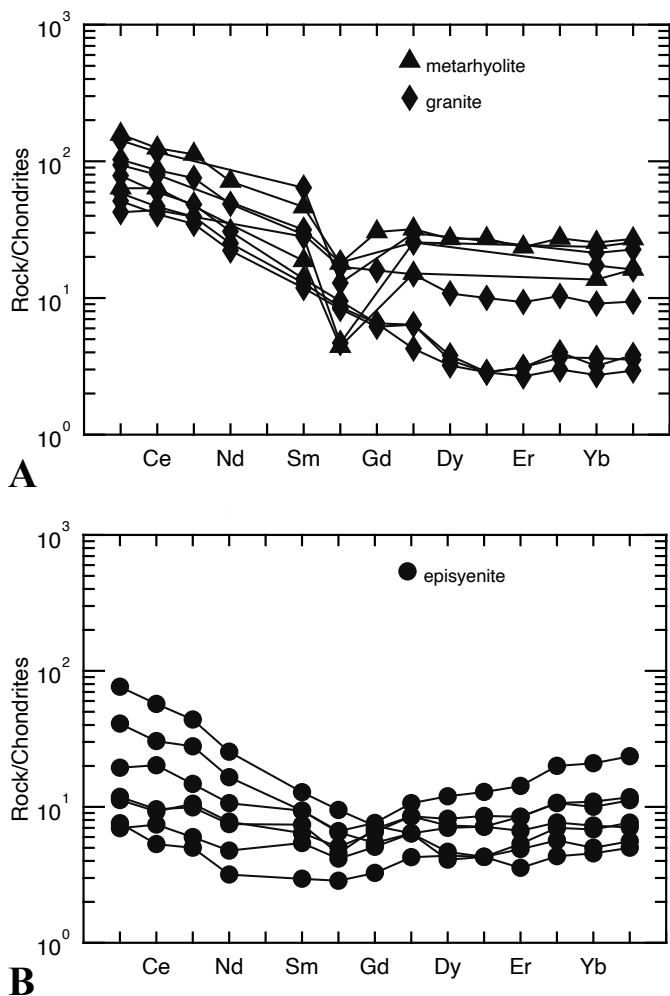 10³
metarhyolite
granite
10²
Rock/Chondrites
10¹
10⁰
Ce Nd Sm Gd Dy Er Yb
A
10³
episyenite
10²
Rock/Chondrites
10¹
10⁰
Ce Nd Sm Gd Dy Er Yb
B